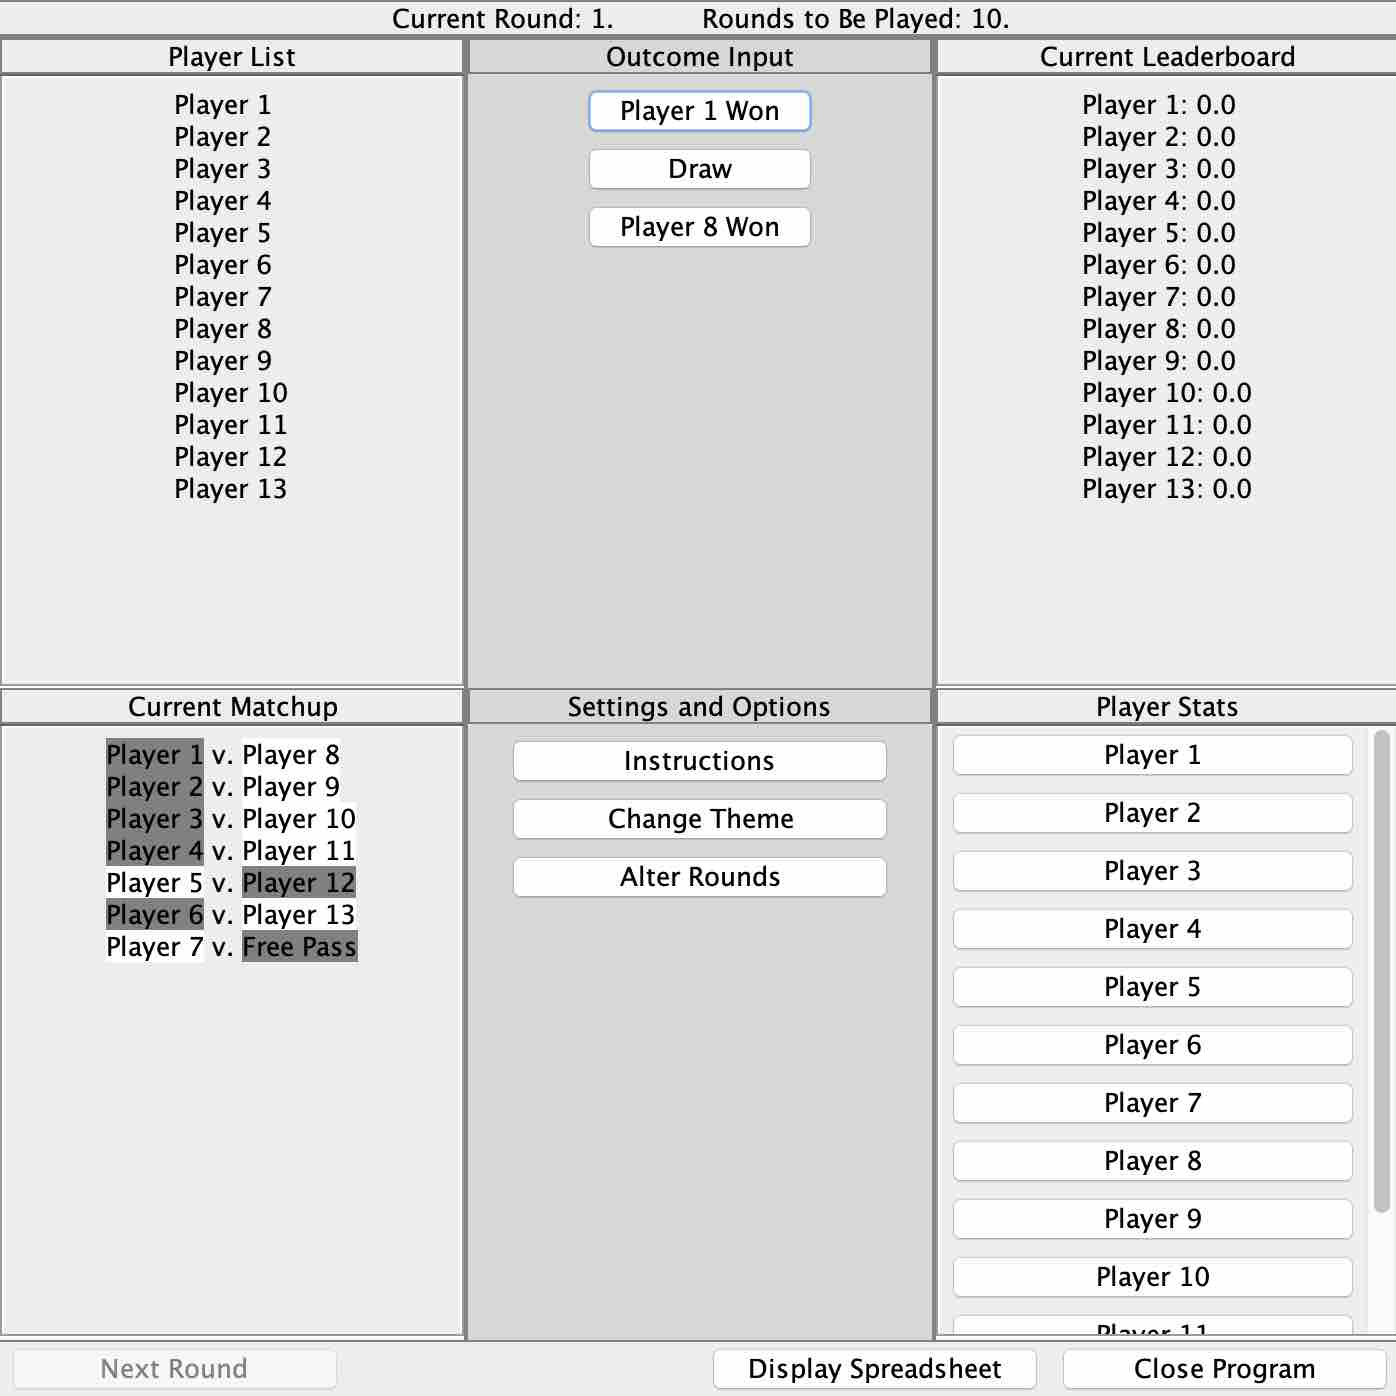 Current Round: 1. Rounds to Be Played: 10.
Player List
Player 1
Player 2
Player 3
Player 4
Player 5
Player 6
Player 7
Player 8
Player 9
Player 10
Player 11
Player 12
Player 13
Outcome Input
Player 1 Won
Draw
Player 8 Won
Current Leaderboard
Player 1: 0.0
Player 2: 0.0
Player 3: 0.0
Player 4: 0.0
Player 5: 0.0
Player 6: 0.0
Player 7: 0.0
Player 8: 0.0
Player 9: 0.0
Player 10: 0.0
Player 11: 0.0
Player 12: 0.0
Player 13: 0.0
Current Matchup
Player 1 v. Player 8
Player 2 v. Player 9
Player 3 v. Player 10
Player 4 v. Player 11
Player 5 v. Player 12
Player 6 v. Player 13
Player 7 v. Free Pass
Settings and Options
Instructions
Change Theme
Alter Rounds
Player Stats
Player 1
Player 2
Player 3
Player 4
Player 5
Player 6
Player 7
Player 8
Player 9
Player 10
Player 11
Next Round
Display Spreadsheet
Close Program